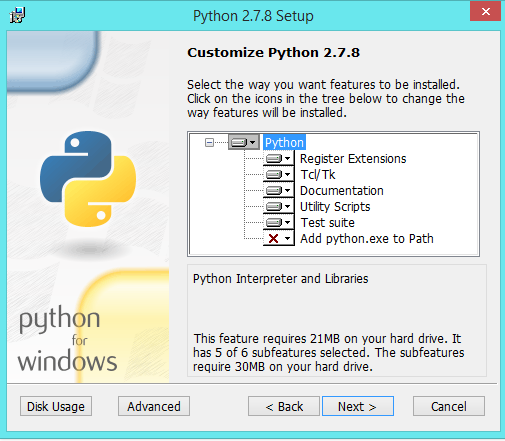 Python 2.7.8 Setup
Customize Python 2.7.8
Select the way you want features to be installed.
Click on the icons in the tree below to change the
way features will be installed.
Python
Register Extensions
Tcl/Tk
Documentation
Utility Scripts
Test suite
Add python.exe to Path
Python Interpreter and Libraries
This feature requires 21MB on your hard drive. It
has 5 of 6 subfeatures selected. The subfeatures
require 30MB on your hard drive.
python
for
windows
Disk Usage
Advanced
< Back
Next >
Cancel